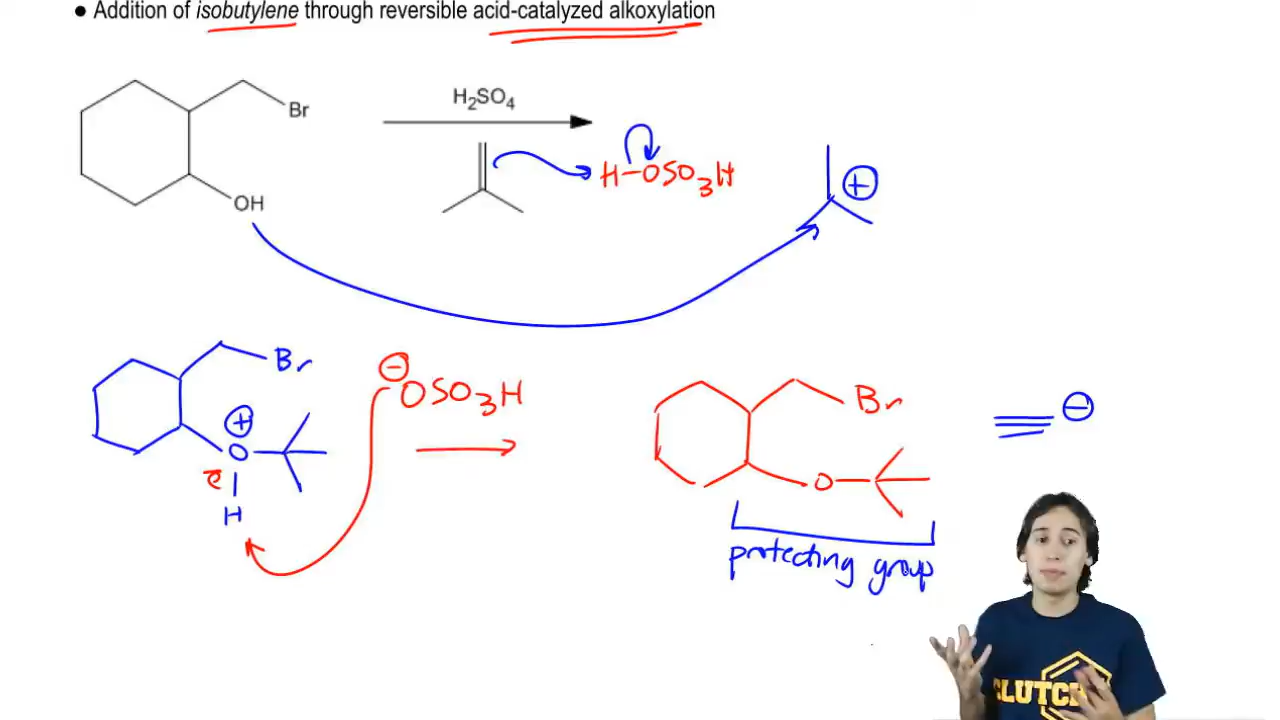 ● Addition of isobutylene through reversible acid-catalyzed alkoxylation
Br
H2SO4
H-OSO3H
+
OH
Br
+
O
H
e
-
OSO3H
Br
O
-
protecting group
CLUTCH